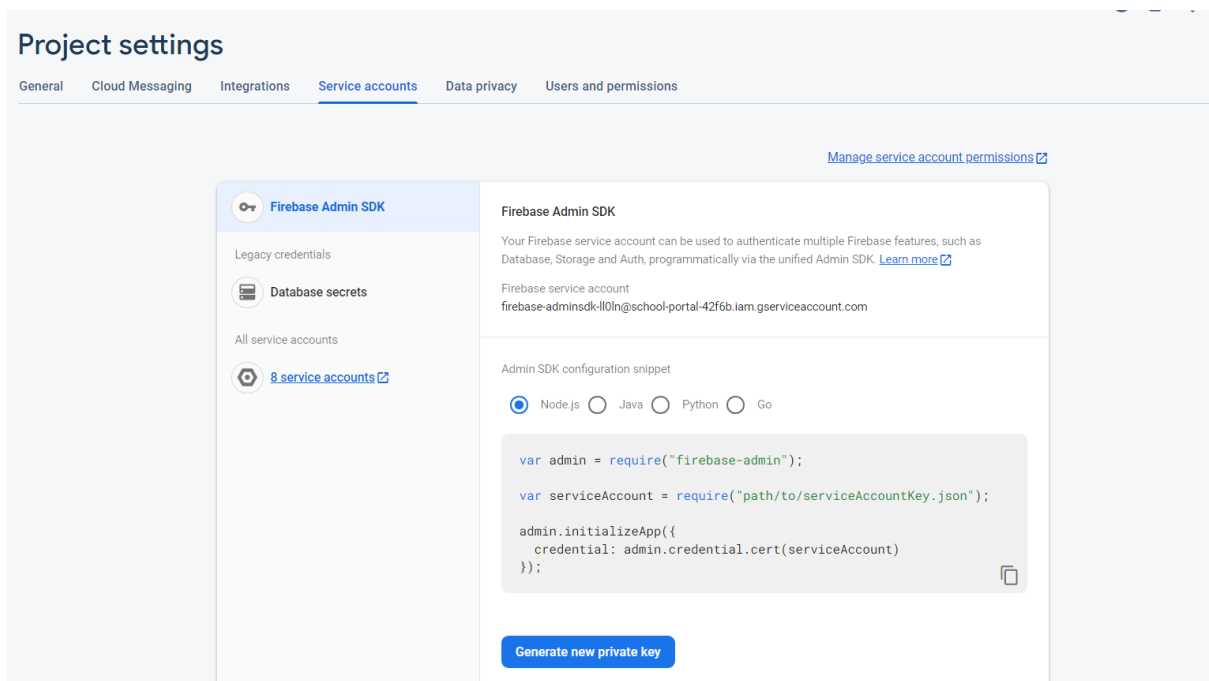 Project settings
General Cloud Messaging Integrations Service accounts Data privacy Users and permissions
Manage service account permissions
Firebase Admin SDK
Legacy credentials
Database secrets
All service accounts
8 service accounts
Firebase Admin SDK
Your Firebase service account can be used to authenticate multiple Firebase features, such as
Database, Storage and Auth, programmatically via the unified Admin SDK. Learn more
Firebase service account
firebase-adminsdk-ll0ln@school-portal-42f6b.iam.gserviceaccount.com
Admin SDK configuration snippet
Node.js Java Python Go
var admin = require("firebase-admin");
var serviceAccount = require("path/to/serviceAccountKey.json");
admin.initializeApp({
credential: admin.credential.cert(serviceAccount)
});
Generate new private key